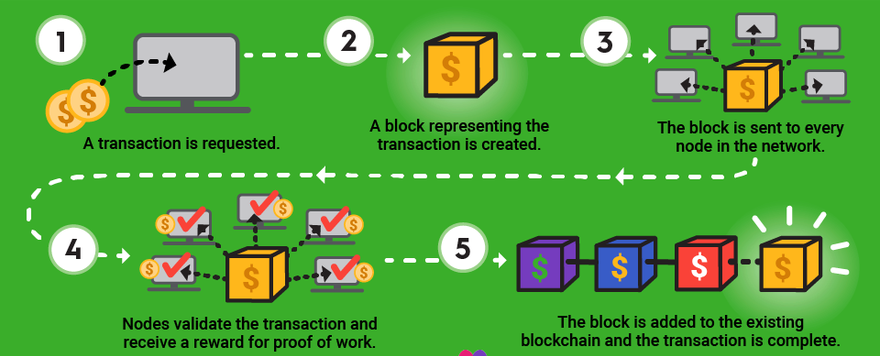 1
A transaction is requested.
2
A block representing the
transaction is created.
3
The block is sent to every
node in the network.
4
Nodes validate the transaction and
receive a reward for proof of work.
5
The block is added to the existing
blockchain and the transaction is complete.